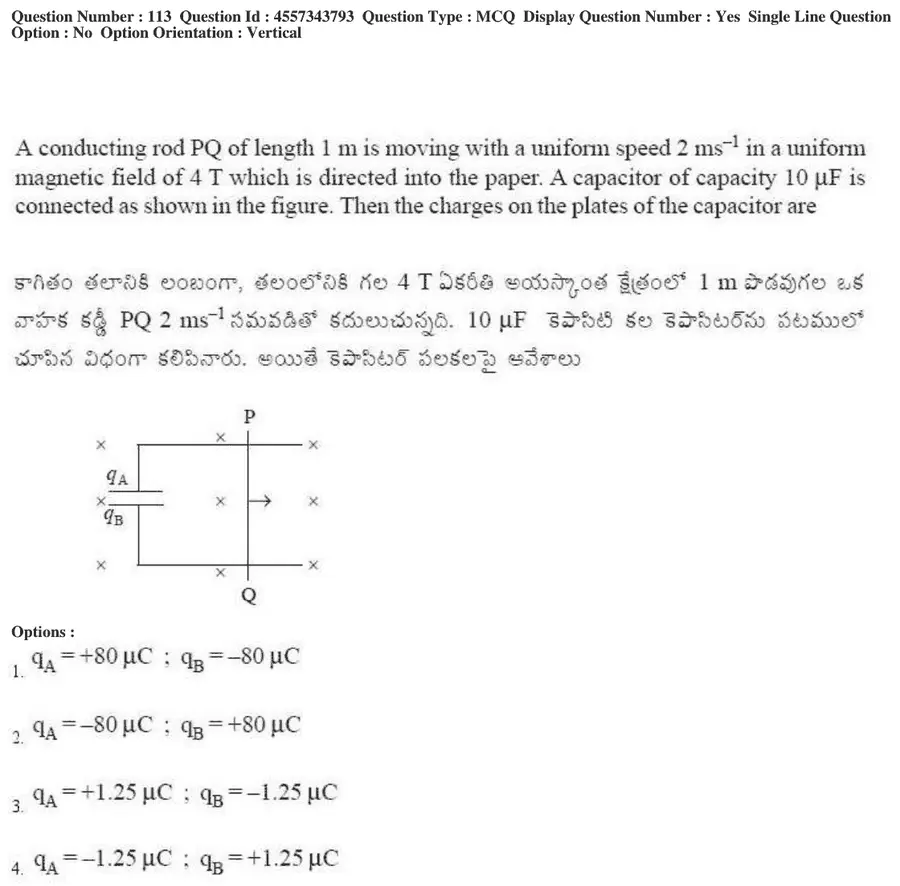 Question Number : 113 Question Id : 4557343793 Question Type : MCQ Display Question Number : Yes Single Line Question
Option : No Option Orientation : Vertical
A conducting rod PQ of length 1 m is moving with a uniform speed 2 ms⁻¹ in a uniform
magnetic field of 4 T which is directed into the paper. A capacitor of capacity 10 μF is
connected as shown in the figure. Then the charges on the plates of the capacitor are
కాగితం తలానికి లంబంగా, తలంలోనికి గల 4 T ఏకరీతి అయస్కాంత క్షేత్రంలో 1 m పొడవుగల ఒక
వాహక కడ్డీ PQ 2 ms⁻¹ సమవడితో కదులుచున్నది. 10 μF కెపాసిటి కల కెపాసిటర్‌ను పటములో
చూపిన విధంగా కలిపినారు. అయితే కెపాసిటర్ పలకలపై ఆవేశాలు
P
× × ×
qA
× × → ×
qB
× × ×
Q
Options :
1. qA = +80 μC ; qB = –80 μC
2. qA = –80 μC ; qB = +80 μC
3. qA = +1.25 μC ; qB = –1.25 μC
4. qA = –1.25 μC ; qB = +1.25 μC